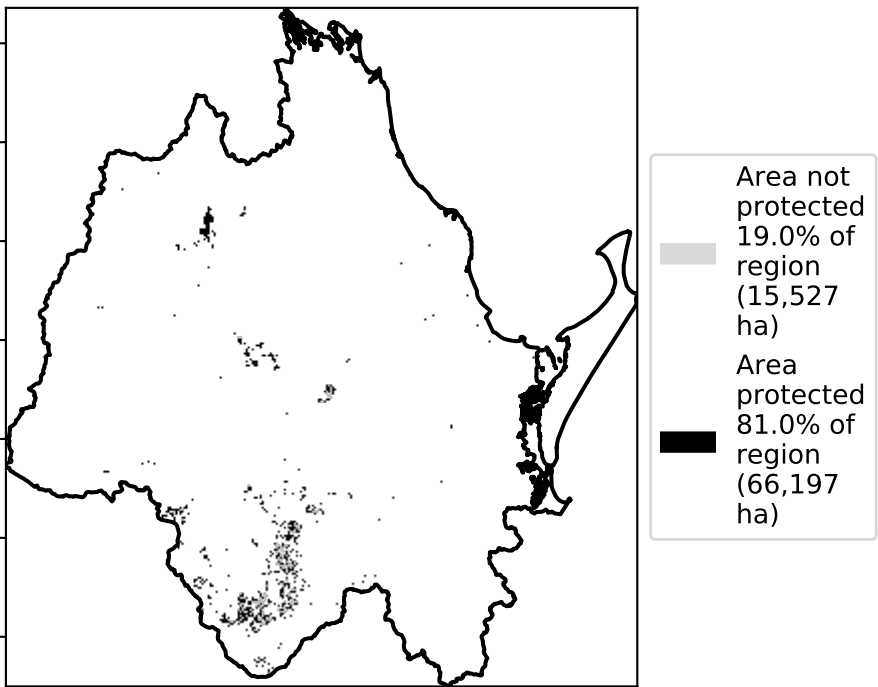 Area not
protected
19.0% of
region
(15,527
ha)
Area
protected
81.0% of
region
(66,197
ha)